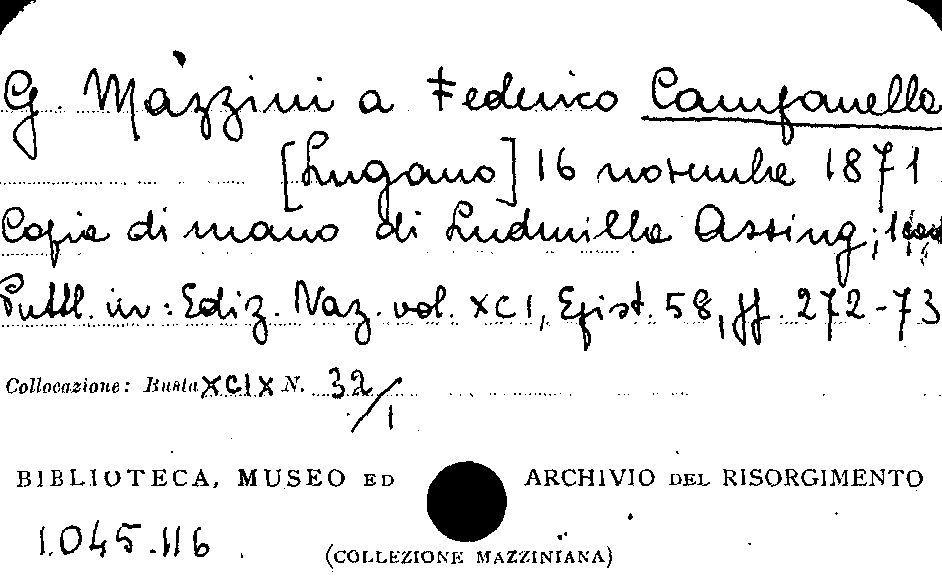 G. Mazzini a Federico Campanella
[Lugano] 16 novembre 1871
Copia di mano di Ludmilla Assing;
Pubbl. in: Ediz. Naz. vol. XCI, Epist. 58, pp. 272-73
Collocazione: Busta XCIX N. 32/1
BIBLIOTECA, MUSEO ED ARCHIVIO DEL RISORGIMENTO
1.045.116
(COLLEZIONE MAZZINIANA)